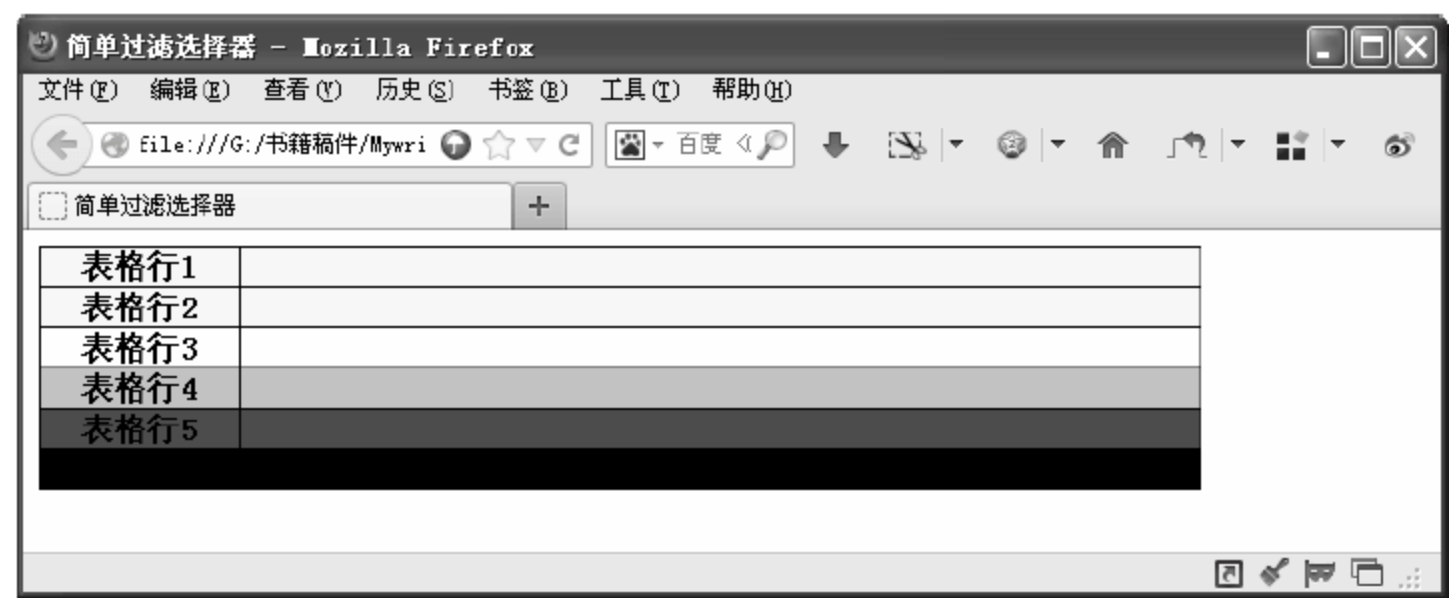 简单过滤选择器 - Mozilla Firefox
文件(F) 编辑(E) 查看(V) 历史(S) 书签(B) 工具(T) 帮助(H)
file:///G:/书籍稿件/Mywri 百度
简单过滤选择器
表格行1
表格行2
表格行3
表格行4
表格行5